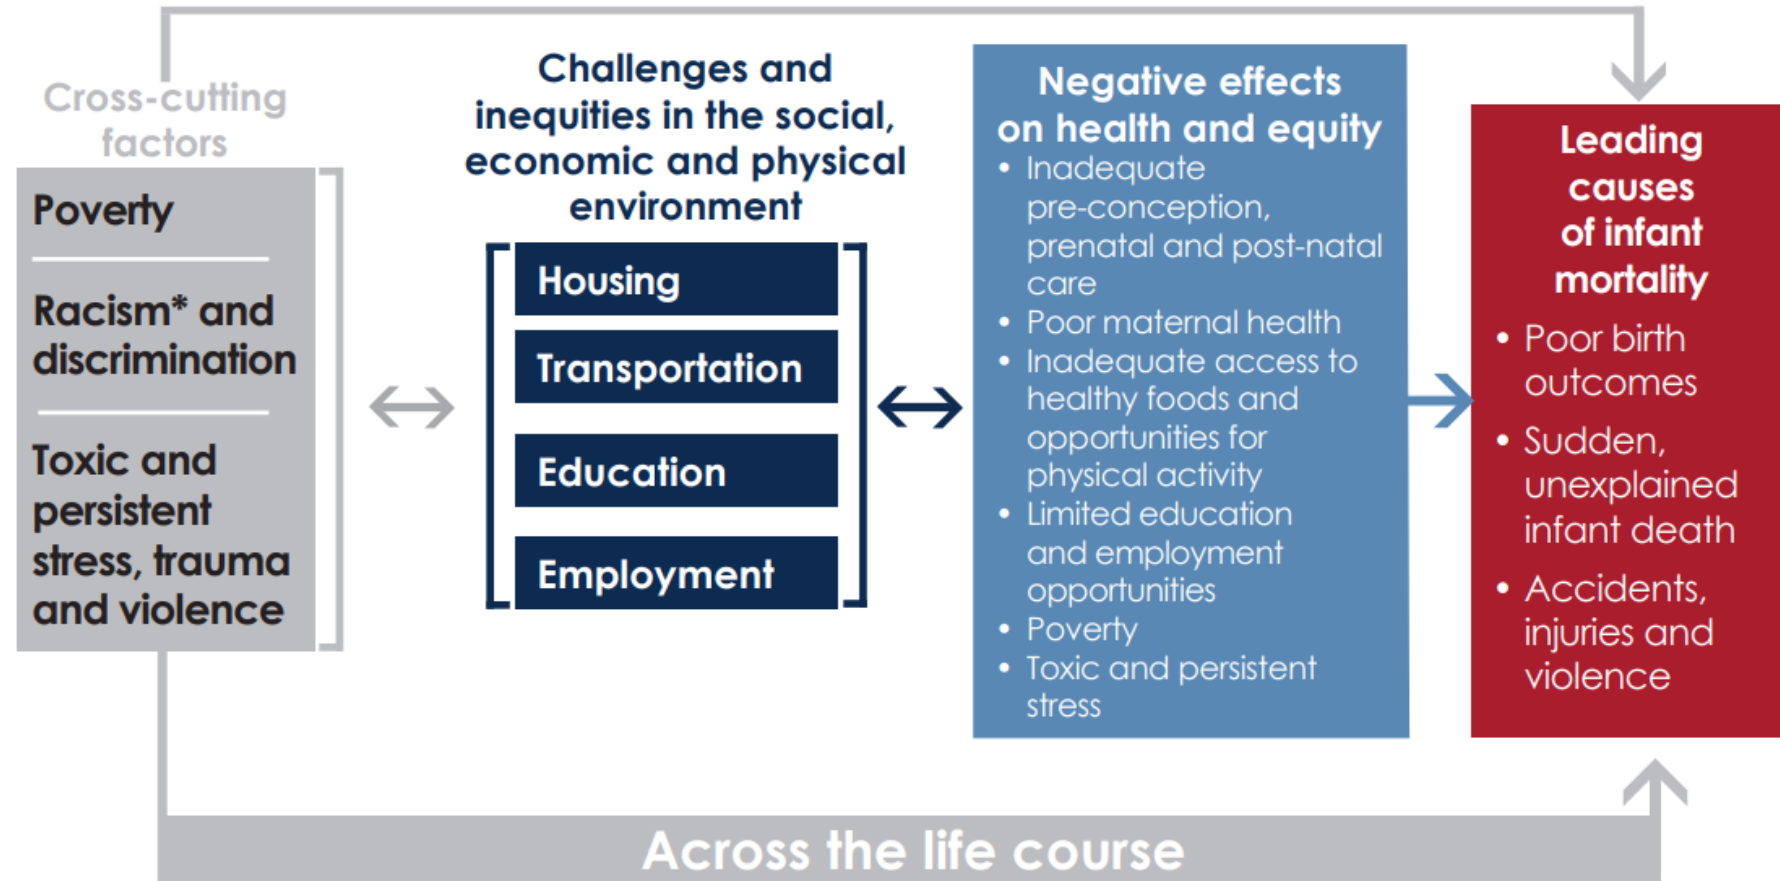 Cross-cutting
factors
Poverty
Racism* and
discrimination
Toxic and
persistent
stress, trauma
and violence
Challenges and
inequities in the social,
economic and physical
environment
Housing
Transportation
Education
Employment
Negative effects
on health and equity
• Inadequate
pre-conception,
prenatal and post-natal
care
• Poor maternal health
• Inadequate access to
healthy foods and
opportunities for
physical activity
• Limited education
and employment
opportunities
• Poverty
• Toxic and persistent
stress
Leading
causes
of infant
mortality
• Poor birth
outcomes
• Sudden,
unexplained
infant death
• Accidents,
injuries and
violence
Across the life course